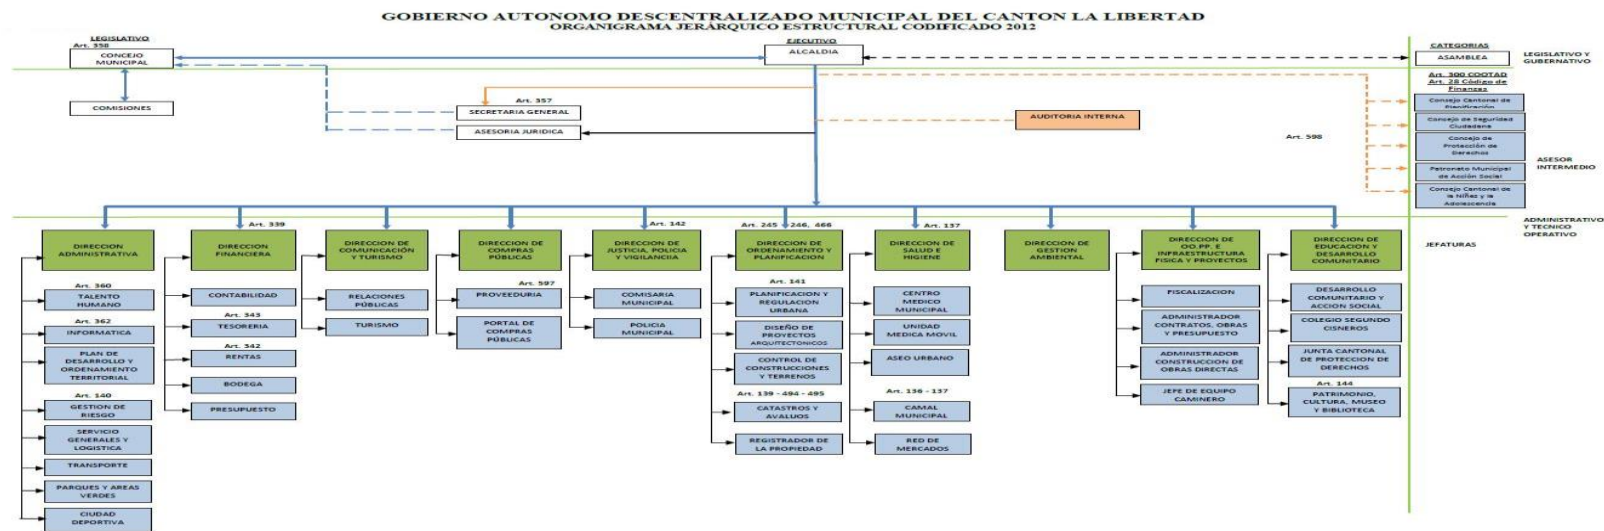 GOBIERNO AUTONOMO DESCENTRALIZADO MUNICIPAL DEL CANTON LA LIBERTAD
ORGANIGRAMA JERÁRQUICO ESTRUCTURAL CODIFICADO 2012
LEGISLATIVO
Art. 358
CONCEJO
MUNICIPAL
EJECUTIVO
ALCALDIA
CATEGORIAS
ASAMBLEA
LEGISLATIVO Y
GUBERNATIVO
COMISIONES
Art. 357
SECRETARIA GENERAL
ASESORIA JURIDICA
AUDITORIA INTERNA
Art. 598
Art. 300 COOTAD
Art. 28 Código de
Finanzas
Consejo Cantonal de
Planificación
Consejo de Seguridad
Ciudadana
Concejo de
Protección de
Derechos
Patronato Municipal
de Acción Social
Consejo Cantonal de
la Niñez y la
Adolescencia
ASESOR
INTERMEDIO
ADMINISTRATIVO
Y TECNICO
OPERATIVO
JEFATURAS
DIRECCION
ADMINISTRATIVA
Art. 360
TALENTO
HUMANO
Art. 362
INFORMATICA
PLAN DE
DESARROLLO Y
ORDENAMIENTO
TERRITORIAL
Art. 140
GESTION DE
RIESGO
SERVICIO
GENERALES Y
LOGISTICA
TRANSPORTE
PARQUES Y AREAS
VERDES
CIUDAD
DEPORTIVA
Art. 339
DIRECCION
FINANCIERA
CONTABILIDAD
Art. 343
TESORERIA
Art. 342
RENTAS
BODEGA
PRESUPUESTO
DIRECCION DE
COMUNICACIÓN
Y TURISMO
RELACIONES
PÚBLICAS
TURISMO
DIRECCION DE
COMPRAS
PÚBLICAS
Art. 597
PROVEEDURIA
PORTAL DE
COMPRAS
PÚBLICAS
Art. 142
DIRECCION DE
JUSTICIA, POLICIA
Y VIGILANCIIA
COMISARIA
MUNICIPAL
POLICIA
MUNICIPAL
Art. 245 - 246, 466
DIRECCION DE
ORDENAMIENTO Y
PLANIFICACION
Art. 141
PLANIFICACION Y
REGULACION
URBANA
DISEÑO DE
PROYECTOS
ARQUITECTONICOS
CONTROL DE
CONSTRUCCIONES
Y TERRENOS
Art. 139 - 494 - 495
CATASTROS Y
AVALUOS
REGISTRADOR DE
LA PROPIEDAD
Art. 137
DIRECCION DE
SALUD E
HIGIENE
CENTRO
MEDICO
MUNICIPAL
UNIDAD
MEDICA MOVIL
ASEO URBANO
Art. 136 - 137
CAMAL
MUNICIPAL
RED DE
MERCADOS
DIRECCION DE
GESTION
AMBIENTAL
DIRECCION DE
OO.PP. E
INFRAESTRUCTURA
FISICA Y PROYECTOS
FISCALIZACION
ADMINISTRADOR
CONTRATOS, OBRAS
Y PRESUPUESTO
ADMINISTRADOR
CONSTRUCCION DE
OBRAS DIRECTAS
JEFE DE EQUIPO
CAMINERO
DIRECCION DE
EDUCACION Y
DESARROLLO
COMUNITARIO
DESARROLLO
COMUNITARIO Y
ACCION SOCIAL
COLEGIO SEGUNDO
CISNEROS
JUNTA CANTONAL
DE PROTECCION DE
DERECHOS
Art. 144
PATRIMONIO,
CULTURA, MUSEO
Y BIBLIOTECA